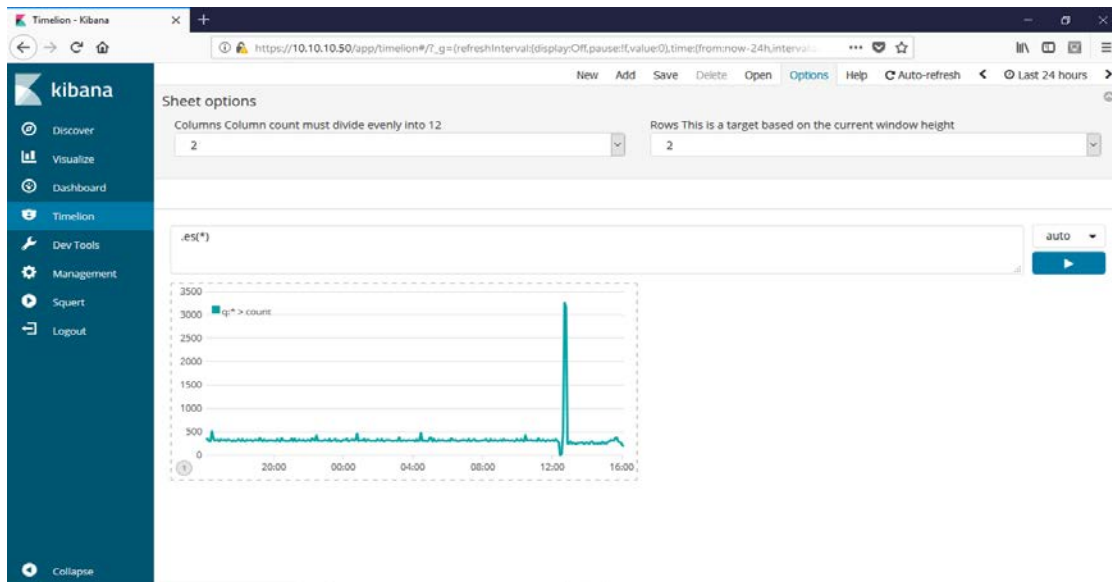 Timelion - Kibana
https://10.10.10.50/app/timelion#/?_g=(refreshInterval:(display:Off,pause:!f,value:0),time:(from:now-24h,interval:
kibana
Discover
Visualize
Dashboard
Timelion
Dev Tools
Management
Squert
Logout
Collapse
New Add Save Delete Open Options Help Auto-refresh Last 24 hours
Sheet options
Columns Column count must divide evenly into 12
2
Rows This is a target based on the current window height
2
.es(*)
auto
q:* > count
3500
3000
2500
2000
1500
1000
500
0
20:00 00:00 04:00 08:00 12:00 16:00
1